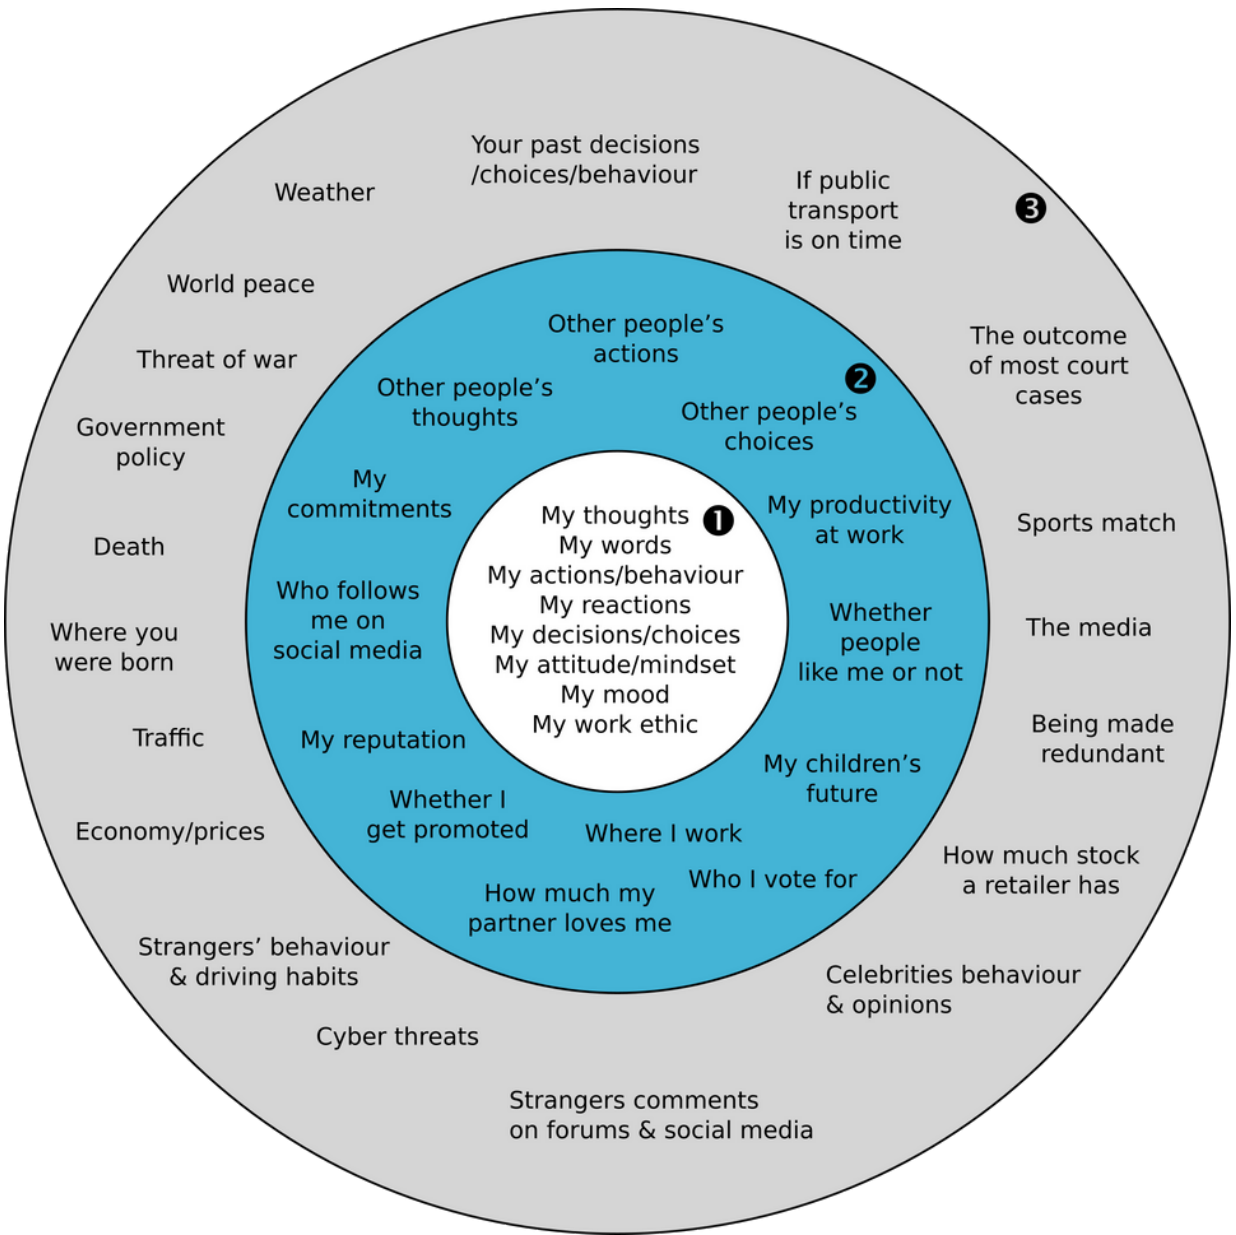 Your past decisions
/choices/behaviour
Weather
If public
transport
is on time
❸
World peace
The outcome
of most court
cases
Threat of war
Government
policy
Sports match
Death
Where you
were born
The media
Traffic
Being made
redundant
Economy/prices
How much stock
a retailer has
Strangers’ behaviour
& driving habits
Celebrities behaviour
& opinions
Cyber threats
Strangers comments
on forums & social media
Other people’s
actions
❷
Other people’s
thoughts
Other people’s
choices
My
commitments
My productivity
at work
Who follows
me on
social media
Whether
people
like me or not
My reputation
My children’s
future
Whether I
get promoted
Where I work
Who I vote for
How much my
partner loves me
My thoughts ❶
My words
My actions/behaviour
My reactions
My decisions/choices
My attitude/mindset
My mood
My work ethic